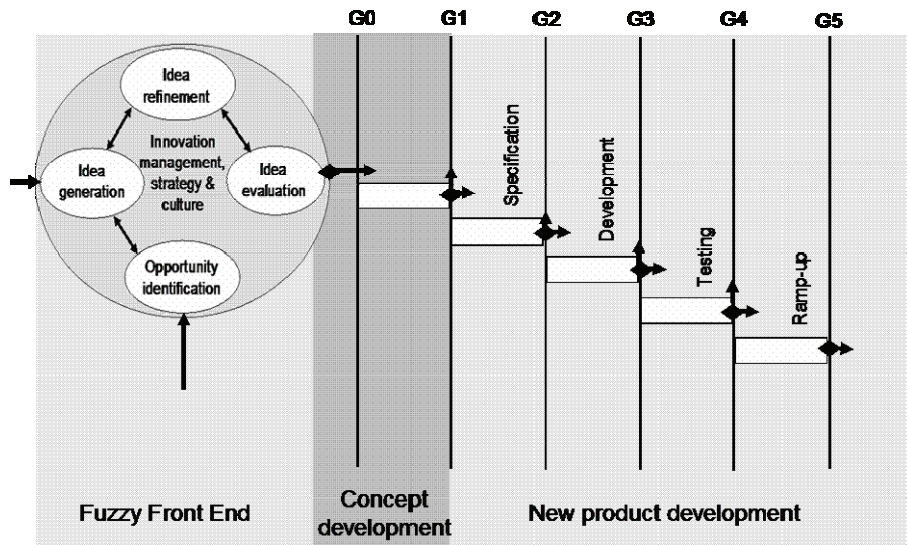 G0 G1 G2 G3 G4 G5
Idea
refinement
Innovation
management,
strategy &
culture
Idea
generation
Idea
evaluation
Opportunity
identification
Specification
Development
Testing
Ramp-up
Fuzzy Front End
Concept
development
New product development